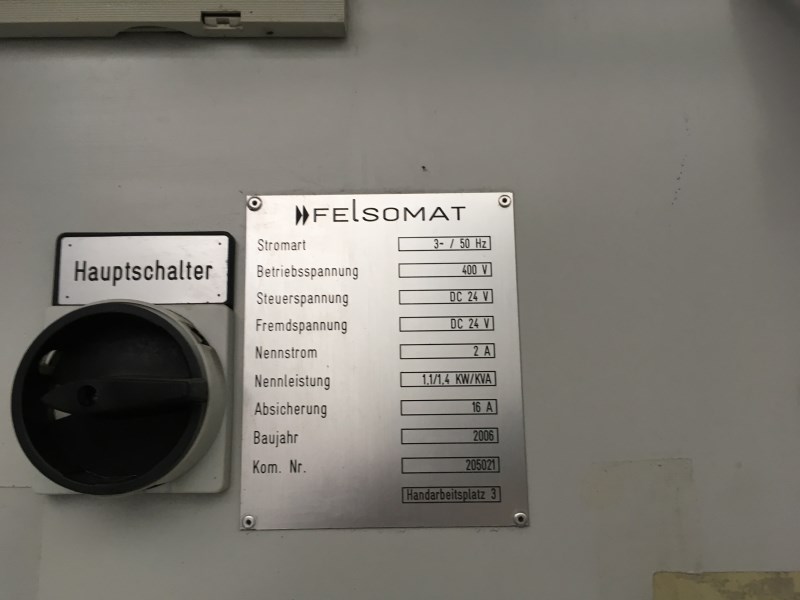 FELSOMAT
Hauptschalter
Stromart 3~ / 50 Hz
Betriebsspannung 400 V
Steuerspannung DC 24 V
Fremdspannung DC 24 V
Nennstrom 2 A
Nennleistung 1,1/1,4 KW/KVA
Absicherung 16 A
Baujahr 2006
Kom. Nr. 205021
Handarbeitsplatz 3